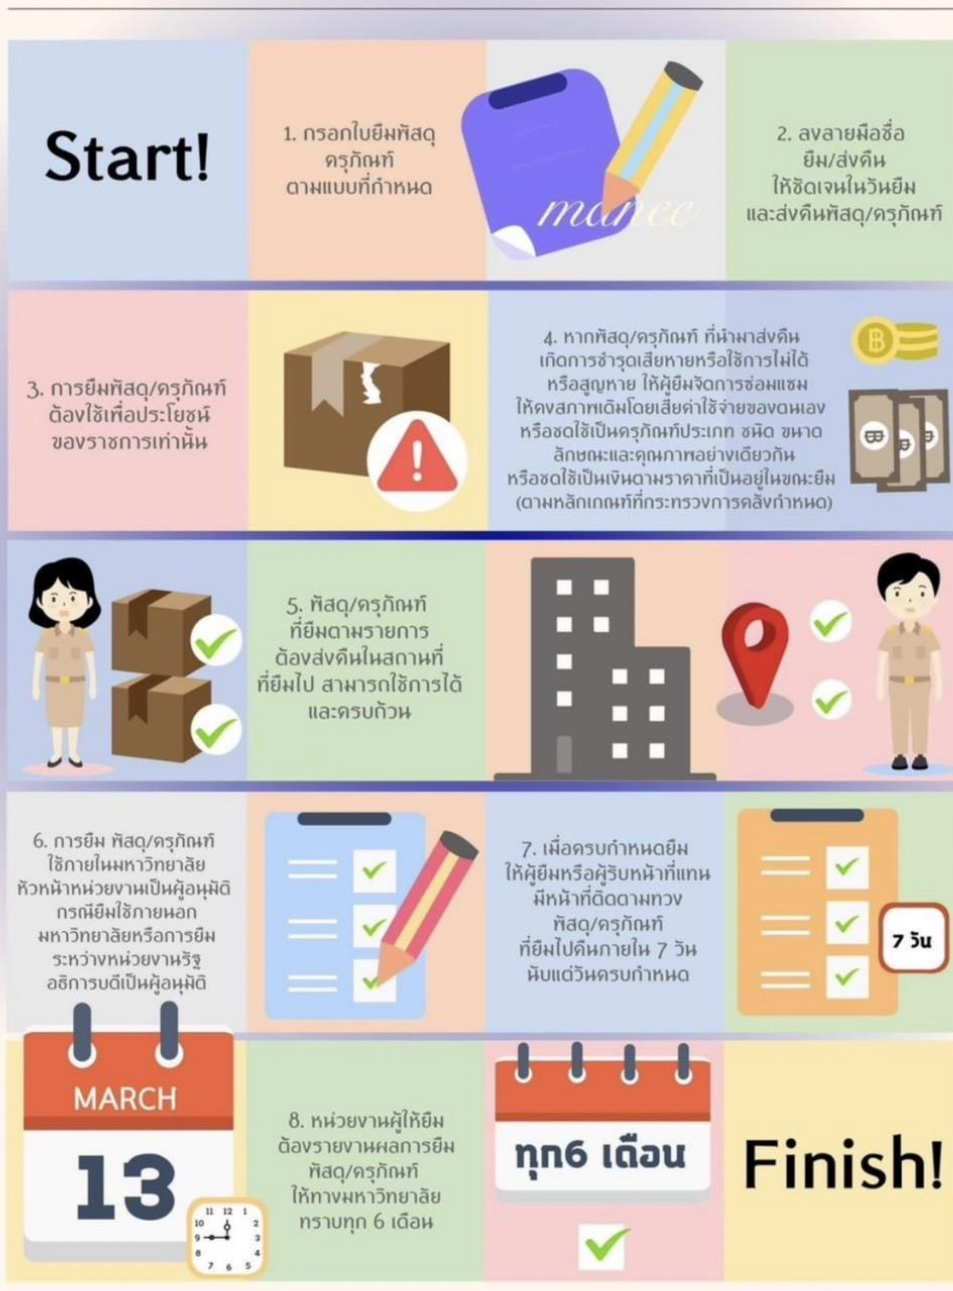 Start!
1. กรอกใบยืมพัสดุ
ครุภัณฑ์
ตามแบบที่กำหนด
manee
2. ลงลายมือชื่อ
ยืม/ส่งคืน
ให้ชัดเจนในวันยืม
และส่งคืนพัสดุ/ครุภัณฑ์
3. การยืมพัสดุ/ครุภัณฑ์
ต้องใช้เพื่อประโยชน์
ของราชการเท่านั้น
4. หากพัสดุ/ครุภัณฑ์ ที่นำมาส่งคืน
เกิดการชำรุดเสียหายหรือใช้การไม่ได้
หรือสูญหาย ให้ผู้ยืมจัดการซ่อมแซม
ให้คงสภาพเดิมโดยเสียค่าใช้จ่ายของตนเอง
หรือชดใช้เป็นครุภัณฑ์ประเภท ชนิด ขนาด
ลักษณะและคุณภาพอย่างเดียวกัน
หรือชดใช้เป็นเงินตามราคาที่เป็นอยู่ในขณะยืม
(ตามหลักเกณฑ์ที่กระทรวงการคลังกำหนด)
฿
฿ ฿ ฿
5. พัสดุ/ครุภัณฑ์
ที่ยืมตามรายการ
ต้องส่งคืนในสถานที่
ที่ยืมไป สามารถใช้การได้
และครบถ้วน
6. การยืม พัสดุ/ครุภัณฑ์
ใช้ภายในมหาวิทยาลัย
หัวหน้าหน่วยงานเป็นผู้อนุมัติ
กรณียืมใช้ภายนอก
มหาวิทยาลัยหรือการยืม
ระหว่างหน่วยงานรัฐ
อธิการบดีเป็นผู้อนุมัติ
7. เมื่อครบกำหนดยืม
ให้ผู้ยืมหรือผู้รับหน้าที่แทน
มีหน้าที่ติดตามทวง
พัสดุ/ครุภัณฑ์
ที่ยืมไปคืนภายใน 7 วัน
นับแต่วันครบกำหนด
7 วัน
MARCH
13
11 12 1
10 2
9 3
8 4
7 6 5
8. หน่วยงานผู้ให้ยืม
ต้องรายงานผลการยืม
พัสดุ/ครุภัณฑ์
ให้ทางมหาวิทยาลัย
ทราบทุก 6 เดือน
ทุก6 เดือน
Finish!